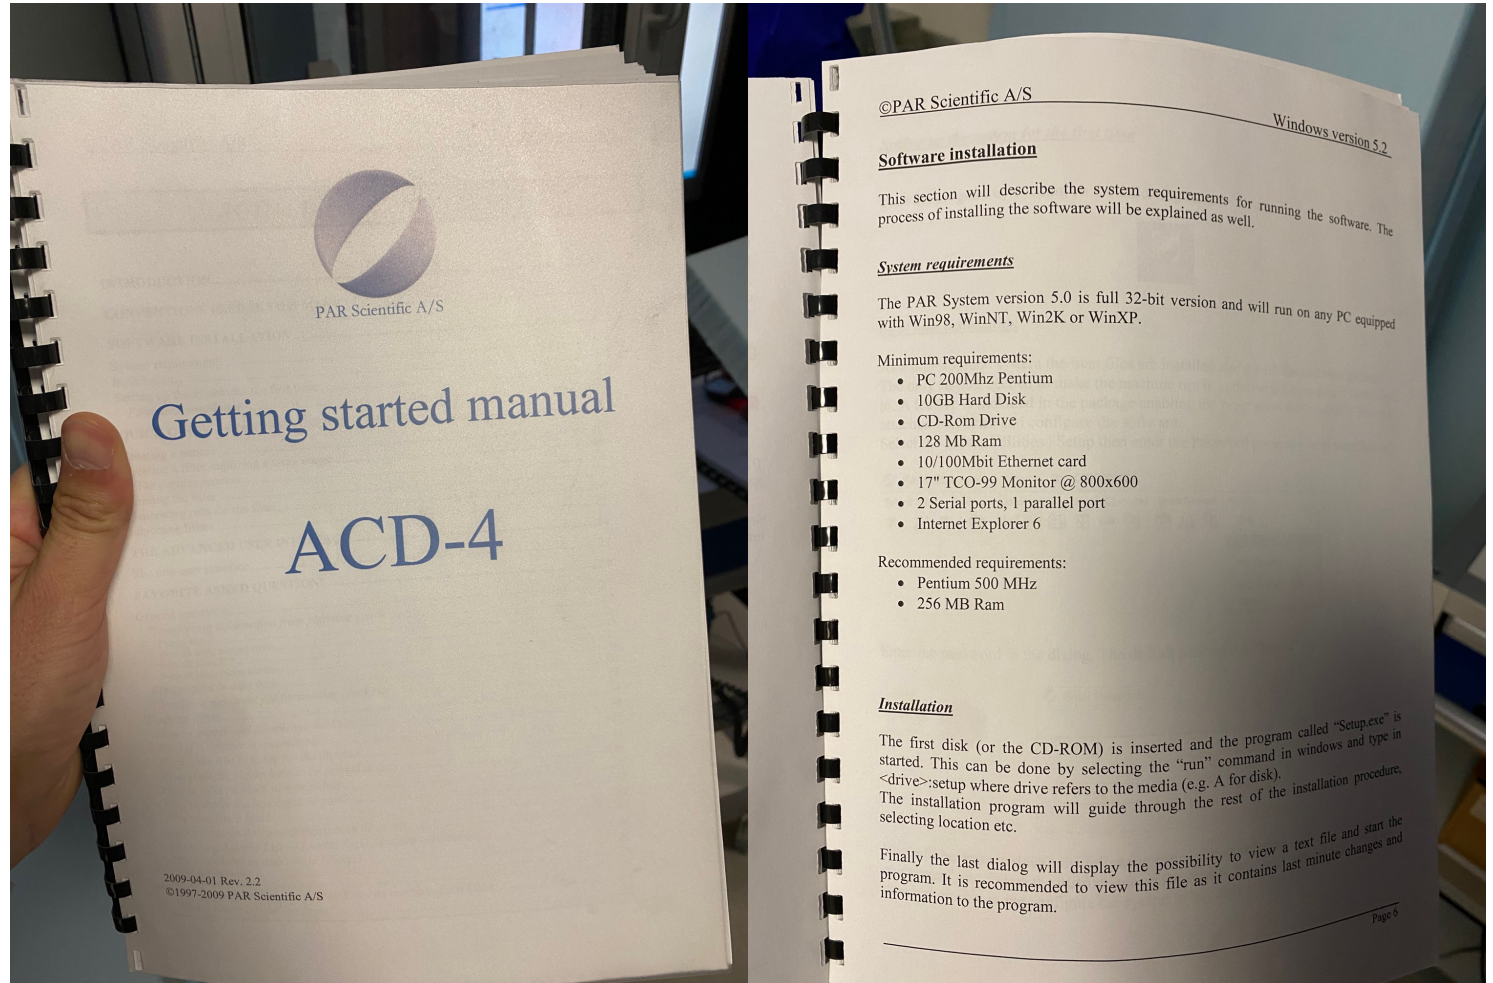 PAR Scientific A/S
Getting started manual
ACD-4
2009-04-01 Rev. 2.2
©1997-2009 PAR Scientific A/S
©PAR Scientific A/S
Windows version 5.2
Software installation
This section will describe the system requirements for running the software. The
process of installing the software will be explained as well.
System requirements
The PAR System version 5.0 is full 32-bit version and will run on any PC equipped
with Win98, WinNT, Win2K or WinXP.
Minimum requirements:
• PC 200Mhz Pentium
• 10GB Hard Disk
• CD-Rom Drive
• 128 Mb Ram
• 10/100Mbit Ethernet card
• 17" TCO-99 Monitor @ 800x600
• 2 Serial ports, 1 parallel port
• Internet Explorer 6
Recommended requirements:
• Pentium 500 MHz
• 256 MB Ram
Installation
The first disk (or the CD-ROM) is inserted and the program called “Setup.exe” is
started. This can be done by selecting the “run” command in windows and type in
<drive>:setup where drive refers to the media (e.g. A for disk).
The installation program will guide through the rest of the installation procedure,
selecting location etc.
Finally the last dialog will display the possibility to view a text file and start the
program. It is recommended to view this file as it contains last minute changes and
information to the program.
Page 6